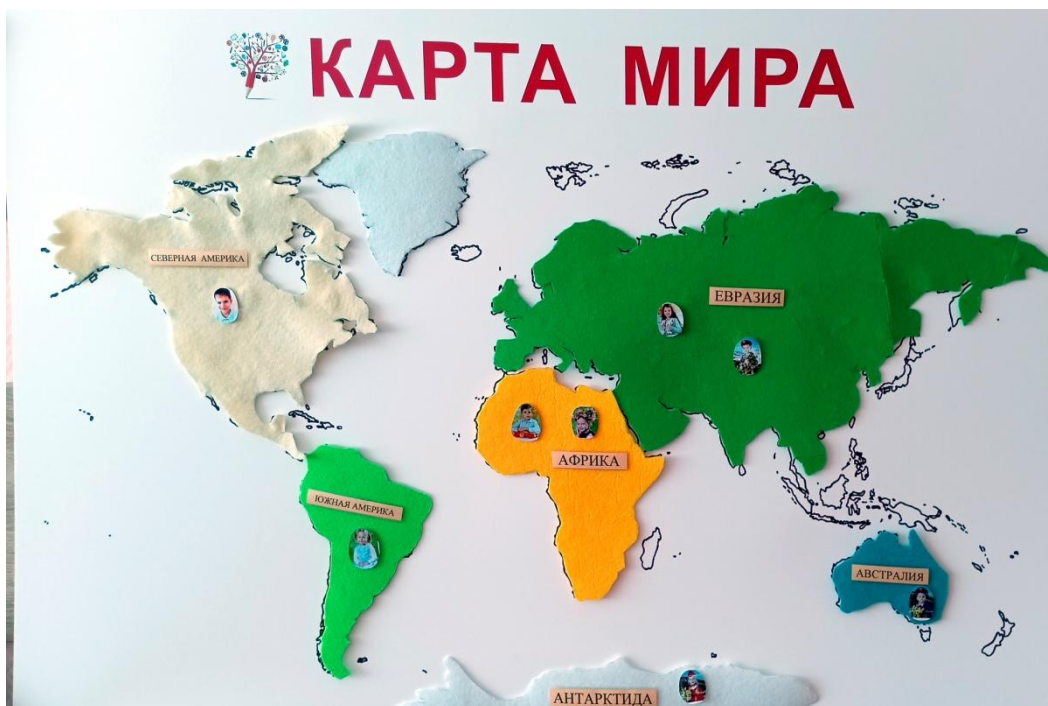 КАРТА МИРА
СЕВЕРНАЯ АМЕРИКА
ЕВРАЗИЯ
АФРИКА
ЮЖНАЯ АМЕРИКА
АВСТРАЛИЯ
АНТАРКТИДА